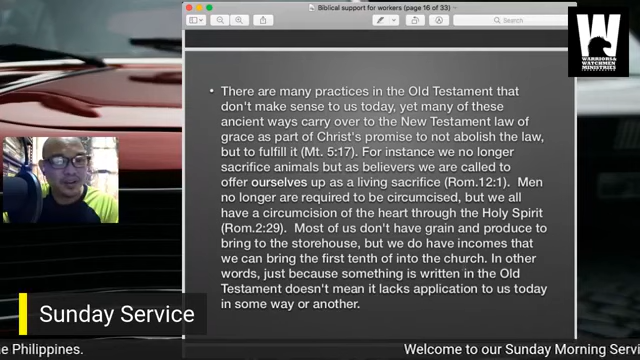 Biblical support for workers (page 16 of 33)
Search
WARRIORS &
WATCHMEN
MINISTRIES
• There are many practices in the Old Testament that
don't make sense to us today, yet many of these
ancient ways carry over to the New Testament law of
grace as part of Christ's promise to not abolish the law,
but to fulfill it (Mt. 5:17). For instance we no longer
sacrifice animals but as believers we are called to
offer ourselves up as a living sacrifice (Rom.12:1). Men
no longer are required to be circumcised, but we all
have a circumcision of the heart through the Holy Spirit
(Rom.2:29). Most of us don't have grain and produce to
bring to the storehouse, but we do have incomes that
we can bring the first tenth of into the church. In other
words, just because something is written in the Old
Testament doesn't mean it lacks application to us today
in some way or another.
Sunday Service
e Philippines.
Welcome to our Sunday Morning Servi